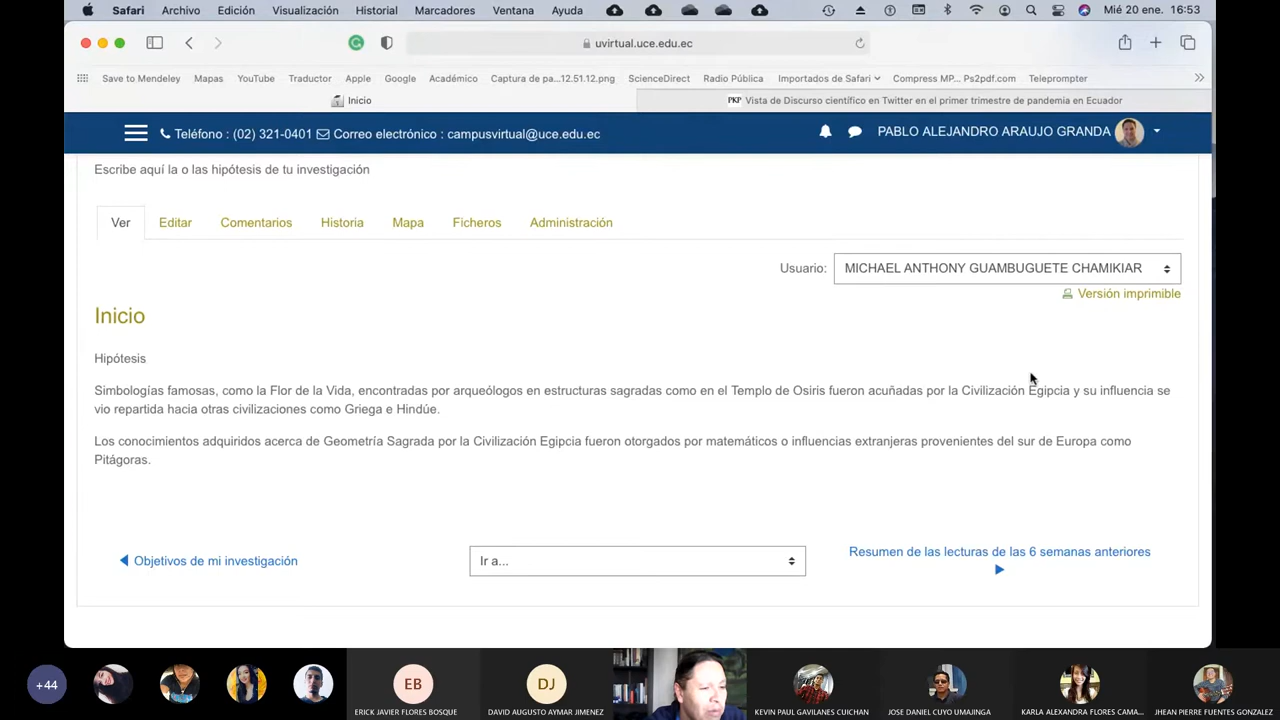 Safari Archivo Edición Visualización Historial Marcadores Ventana Ayuda Mié 20 ene. 16:53
uvirtual.uce.edu.ec
Save to Mendeley Mapas YouTube Traductor Apple Google Académico Captura de pa...12.51.12.png ScienceDirect Radio Pública Importados de Safari Compress MP... Ps2pdf.com Teleprompter
Inicio PKP Vista de Discurso científico en Twitter en el primer trimestre de pandemia en Ecuador
Teléfono : (02) 321-0401 Correo electrónico : campusvirtual@uce.edu.ec PABLO ALEJANDRO ARAUJO GRANDA
Escribe aquí la o las hipótesis de tu investigación
Ver Editar Comentarios Historia Mapa Ficheros Administración
Usuario: MICHAEL ANTHONY GUAMBUGUETE CHAMIKIAR
Versión imprimible
Inicio
Hipótesis
Simbologías famosas, como la Flor de la Vida, encontradas por arqueólogos en estructuras sagradas como en el Templo de Osiris fueron acuñadas por la Civilización Egipcia y su influencia se
vio repartida hacia otras civilizaciones como Griega e Hindúe.
Los conocimientos adquiridos acerca de Geometría Sagrada por la Civilización Egipcia fueron otorgados por matemáticos o influencias extranjeras provenientes del sur de Europa como
Pitágoras.
Objetivos de mi investigación Ir a... Resumen de las lecturas de las 6 semanas anteriores
+44 EB DJ
ERICK JAVIER FLORES BOSQUE DAVID AUGUSTO AYMAR JIMENEZ KEVIN PAUL GAVILANES CUICHAN JOSE DANIEL CUYO UMAJINGA KARLA ALEXANDRA FLORES CAMA... JHEAN PIERRE FUENTES GONZALEZ